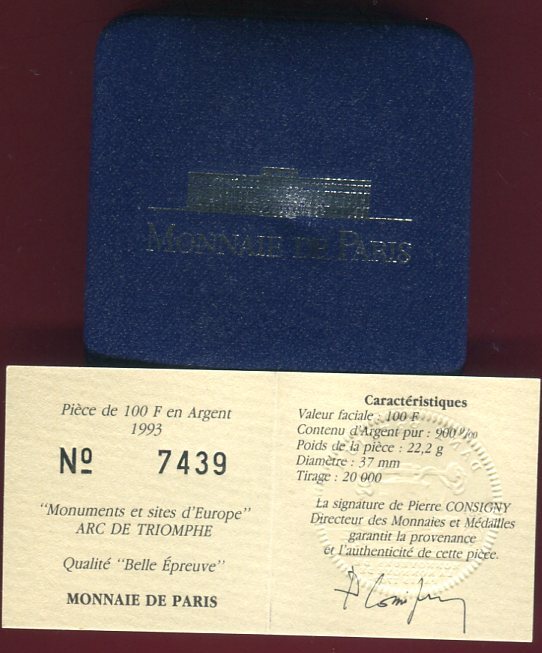 MONNAIE DE PARIS
Pièce de 100 F en Argent
1993
Nº 7439
"Monuments et sites d'Europe"
ARC DE TRIOMPHE
Qualité "Belle Épreuve"
MONNAIE DE PARIS
Caractéristiques
Valeur faciale : 100 F
Contenu d'Argent pur : 900 º/₀₀
Poids de la pièce : 22,2 g
Diamètre : 37 mm
Tirage : 20 000
La signature de Pierre CONSIGNY
Directeur des Monnaies et Médailles
garantit la provenance
et l'authenticité de cette pièce.